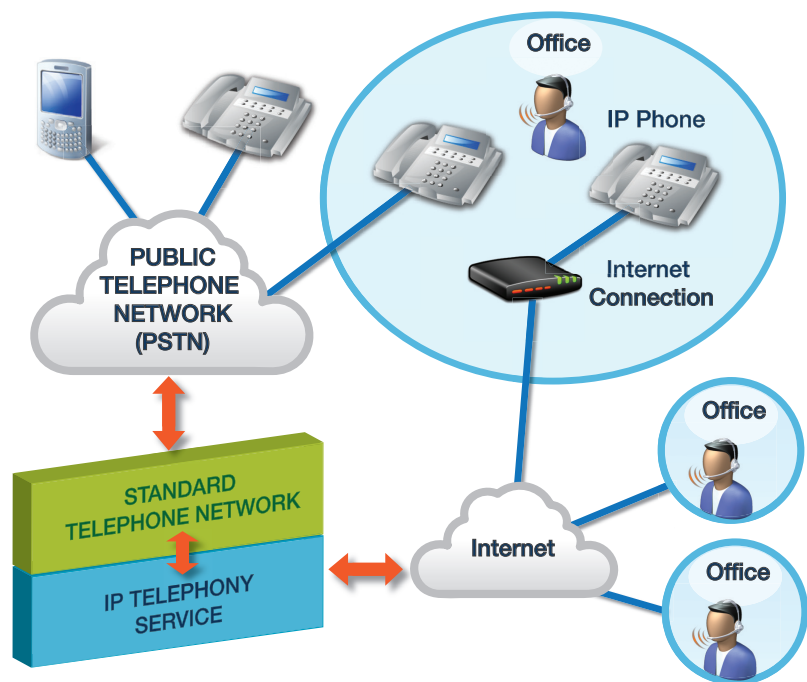 Office
IP Phone
PUBLIC
TELEPHONE
NETWORK
(PSTN)
Internet
Connection
Office
STANDARD
TELEPHONE NETWORK
Internet
IP TELEPHONY
SERVICE
Office